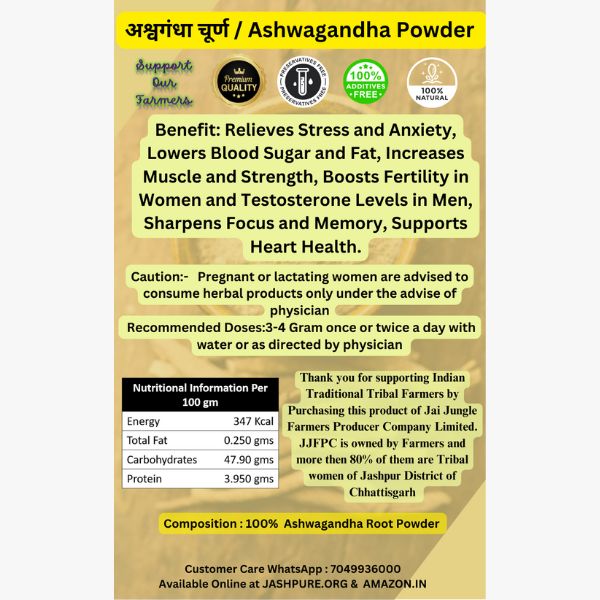 अश्वगंधा चूर्ण / Ashwagandha Powder
Support
Our
Farmers
Premium
QUALITY
PRESERVATIVES FREE
PRESERVATIVES FREE
100%
ADDITIVES
FREE
100%
NATURAL
Benefit: Relieves Stress and Anxiety,
Lowers Blood Sugar and Fat, Increases
Muscle and Strength, Boosts Fertility in
Women and Testosterone Levels in Men,
Sharpens Focus and Memory, Supports
Heart Health.
Caution:- Pregnant or lactating women are advised to
consume herbal products only under the advise of
physician
Recommended Doses:3-4 Gram once or twice a day with
water or as directed by physician
Nutritional Information Per
100 gm
Energy 347 Kcal
Total Fat 0.250 gms
Carbohydrates 47.90 gms
Protein 3.950 gms
Thank you for supporting Indian
Traditional Tribal Farmers by
Purchasing this product of Jai Jungle
Farmers Producer Company Limited.
JJFPC is owned by Farmers and
more then 80% of them are Tribal
women of Jashpur District of
Chhattisgarh
Composition : 100% Ashwagandha Root Powder
Customer Care WhatsApp : 7049936000
Available Online at JASHPURE.ORG & AMAZON.IN